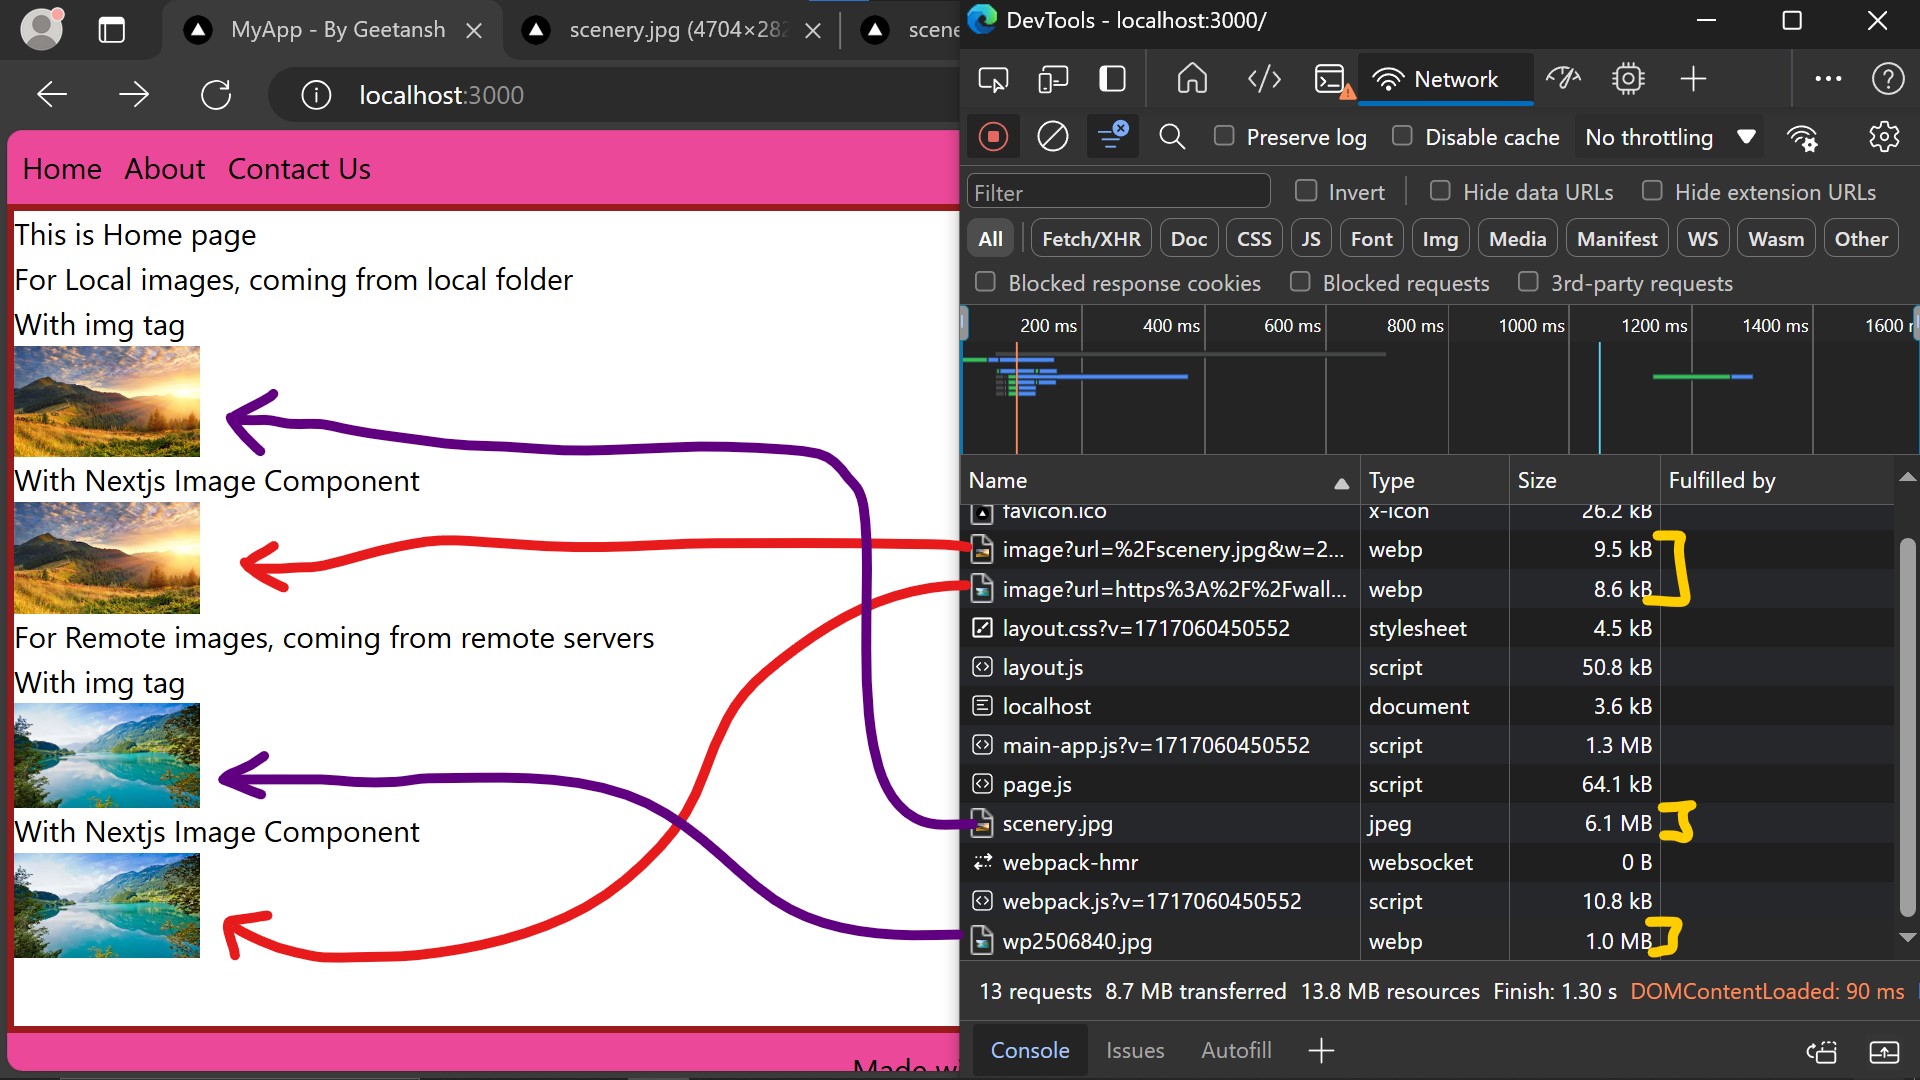 MyApp - By Geetansh
scenery.jpg (4704×282
scene
localhost:3000
Home About Contact Us
This is Home page
For Local images, coming from local folder
With img tag
With Nextjs Image Component
For Remote images, coming from remote servers
With img tag
With Nextjs Image Component
Made wi
DevTools - localhost:3000/
Network
Preserve log Disable cache No throttling
Filter Invert Hide data URLs Hide extension URLs
All Fetch/XHR Doc CSS JS Font Img Media Manifest WS Wasm Other
Blocked response cookies Blocked requests 3rd-party requests
200 ms 400 ms 600 ms 800 ms 1000 ms 1200 ms 1400 ms 1600 r
Name Type Size Fulfilled by
favicon.ico x-icon 26.2 kB
image?url=%2Fscenery.jpg&w=2... webp 9.5 kB
image?url=https%3A%2F%2Fwall... webp 8.6 kB
layout.css?v=1717060450552 stylesheet 4.5 kB
layout.js script 50.8 kB
localhost document 3.6 kB
main-app.js?v=1717060450552 script 1.3 MB
page.js script 64.1 kB
scenery.jpg jpeg 6.1 MB
webpack-hmr websocket 0 B
webpack.js?v=1717060450552 script 10.8 kB
wp2506840.jpg webp 1.0 MB
13 requests 8.7 MB transferred 13.8 MB resources Finish: 1.30 s DOMContentLoaded: 90 ms
Console Issues Autofill